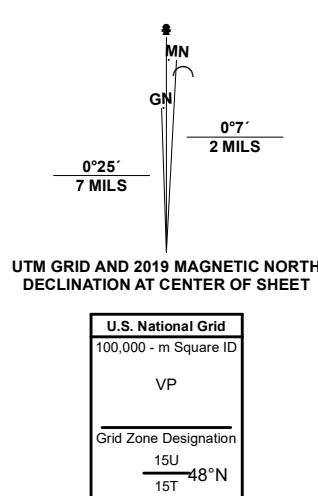 MN
GN
0°7´
2 MILS
0°25´
7 MILS
UTM GRID AND 2019 MAGNETIC NORTH
DECLINATION AT CENTER OF SHEET
U.S. National Grid
100,000 - m Square ID
VP
Grid Zone Designation
15U
48°N
15T